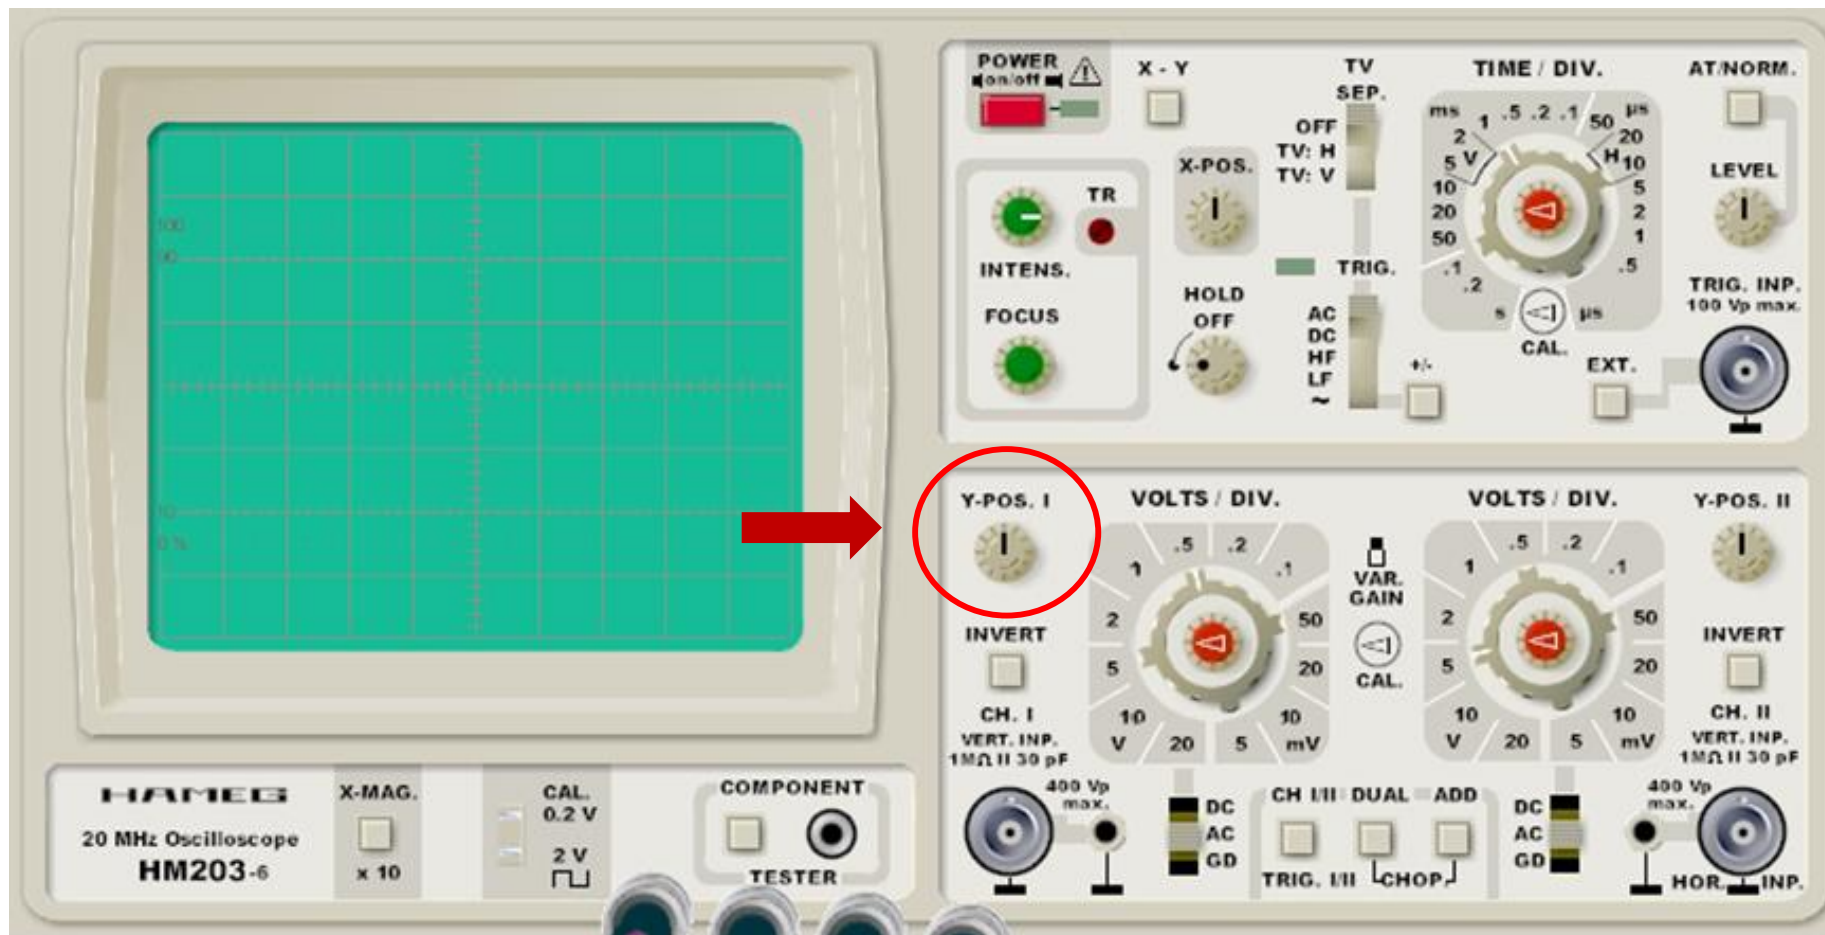 POWER
on/off
X - Y
TV
SEP.
OFF
TV: H
TV: V
TIME / DIV.
ms
2
1
.5
.2
.1
50
µs
20
10
5
2
1
.5
5
10
20
50
.1
.2
s
µs
V
H
CAL.
AT/NORM.
LEVEL
X-POS.
TR
INTENS.
FOCUS
HOLD
OFF
TRIG.
AC
DC
HF
LF
~
+/-
EXT.
TRIG. INP.
100 Vp max.
100
90
10
0 %
Y-POS. I
VOLTS / DIV.
.5
.2
1
.1
2
50
5
20
10
10
V
20
5
mV
INVERT
CH. I
VERT. INP.
1MΩ II 30 pF
400 Vp
max.
DC
AC
GD
VAR.
GAIN
CAL.
VOLTS / DIV.
.5
.2
1
.1
2
50
5
20
10
10
V
20
5
mV
Y-POS. II
INVERT
CH. II
VERT. INP.
1MΩ II 30 pF
400 Vp
max.
CH I/II
DUAL
ADD
TRIG. I/II
CHOP.
DC
AC
GD
HOR. INP.
HAMEG
20 MHz Oscilloscope
HM203-6
X-MAG.
x 10
CAL.
0.2 V
2 V
COMPONENT
TESTER